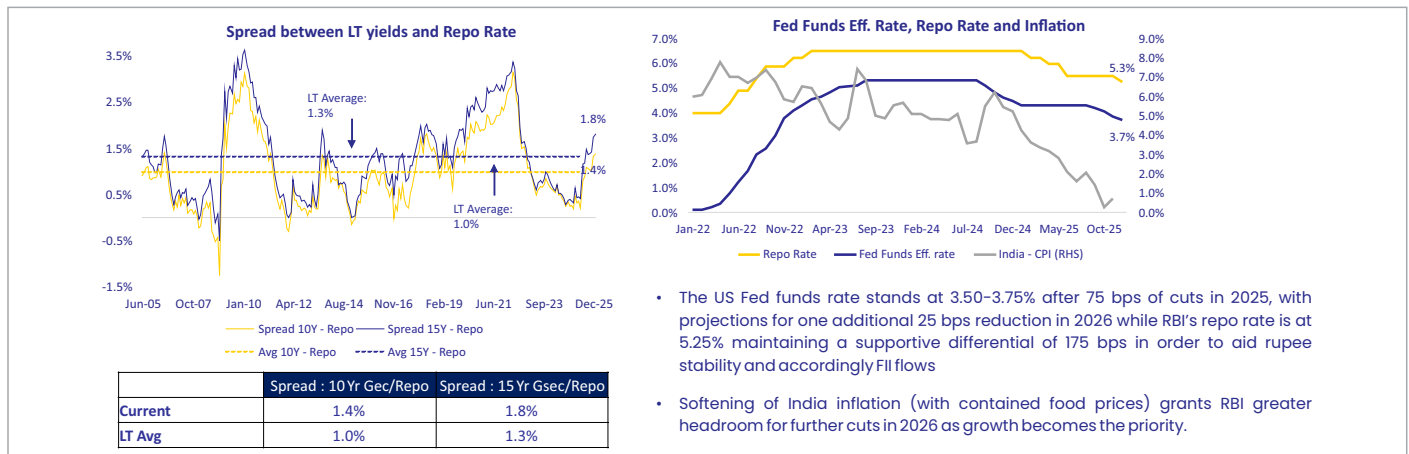 Spread between LT yields and Repo Rate
3.5%
2.5%
1.5%
0.5%
-0.5%
-1.5%
LT Average:
1.3%
LT Average:
1.0%
1.8%
1.4%
Jun-05 Oct-07 Jan-10 Apr-12 Aug-14 Nov-16 Feb-19 Jun-21 Sep-23 Dec-25
Spread 10Y - Repo Spread 15Y - Repo
Avg 10Y - Repo Avg 15Y - Repo
Spread : 10 Yr Gec/Repo Spread : 15 Yr Gsec/Repo
Current 1.4% 1.8%
LT Avg 1.0% 1.3%
Fed Funds Eff. Rate, Repo Rate and Inflation
7.0%
6.0%
5.0%
4.0%
3.0%
2.0%
1.0%
0.0%
9.0%
8.0%
7.0%
6.0%
5.0%
4.0%
3.0%
2.0%
1.0%
0.0%
5.3%
3.7%
Jan-22 Jun-22 Nov-22 Apr-23 Sep-23 Feb-24 Jul-24 Dec-24 May-25 Oct-25
Repo Rate Fed Funds Eff. rate India - CPI (RHS)
• The US Fed funds rate stands at 3.50-3.75% after 75 bps of cuts in 2025, with
projections for one additional 25 bps reduction in 2026 while RBI's repo rate is at
5.25% maintaining a supportive differential of 175 bps in order to aid rupee
stability and accordingly FII flows
• Softening of India inflation (with contained food prices) grants RBI greater
headroom for further cuts in 2026 as growth becomes the priority.